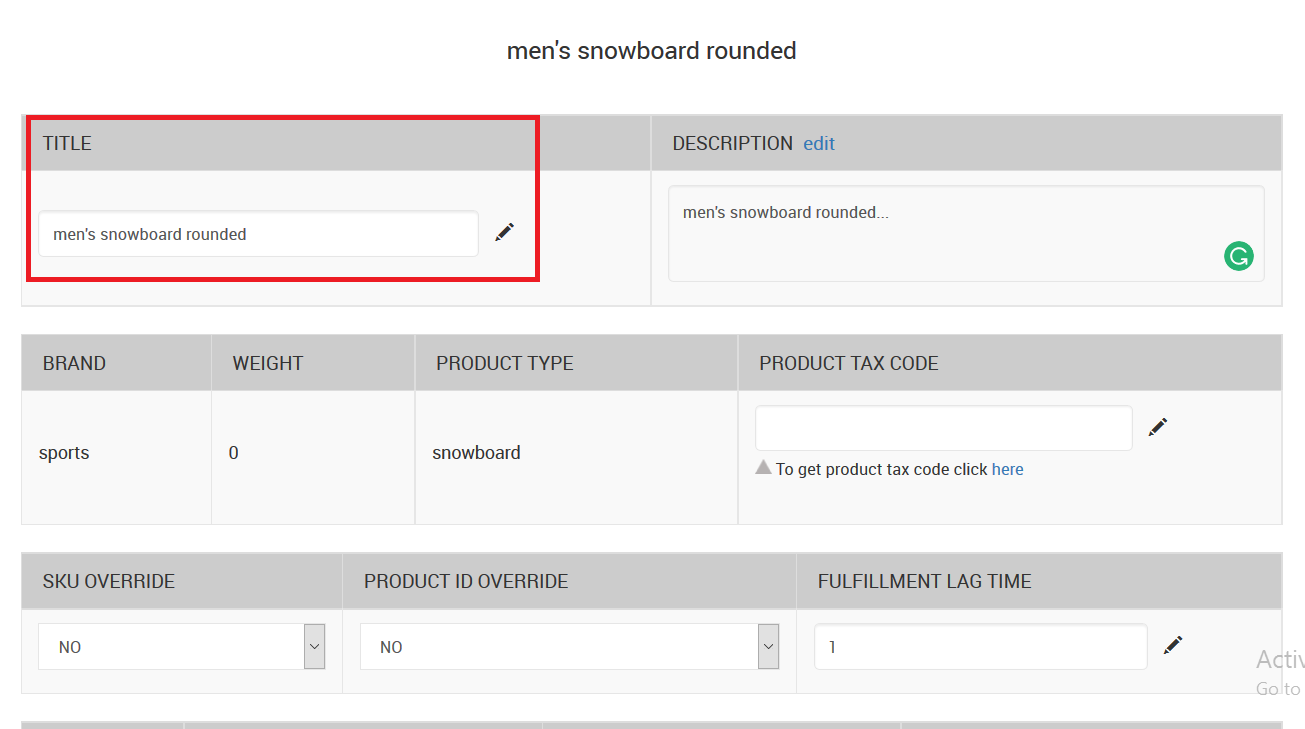 men's snowboard rounded
TITLE
DESCRIPTION edit
men's snowboard rounded
men's snowboard rounded...
BRAND
WEIGHT
PRODUCT TYPE
PRODUCT TAX CODE
sports
0
snowboard
To get product tax code click here
SKU OVERRIDE
PRODUCT ID OVERRIDE
FULFILLMENT LAG TIME
NO
NO
1
Go to